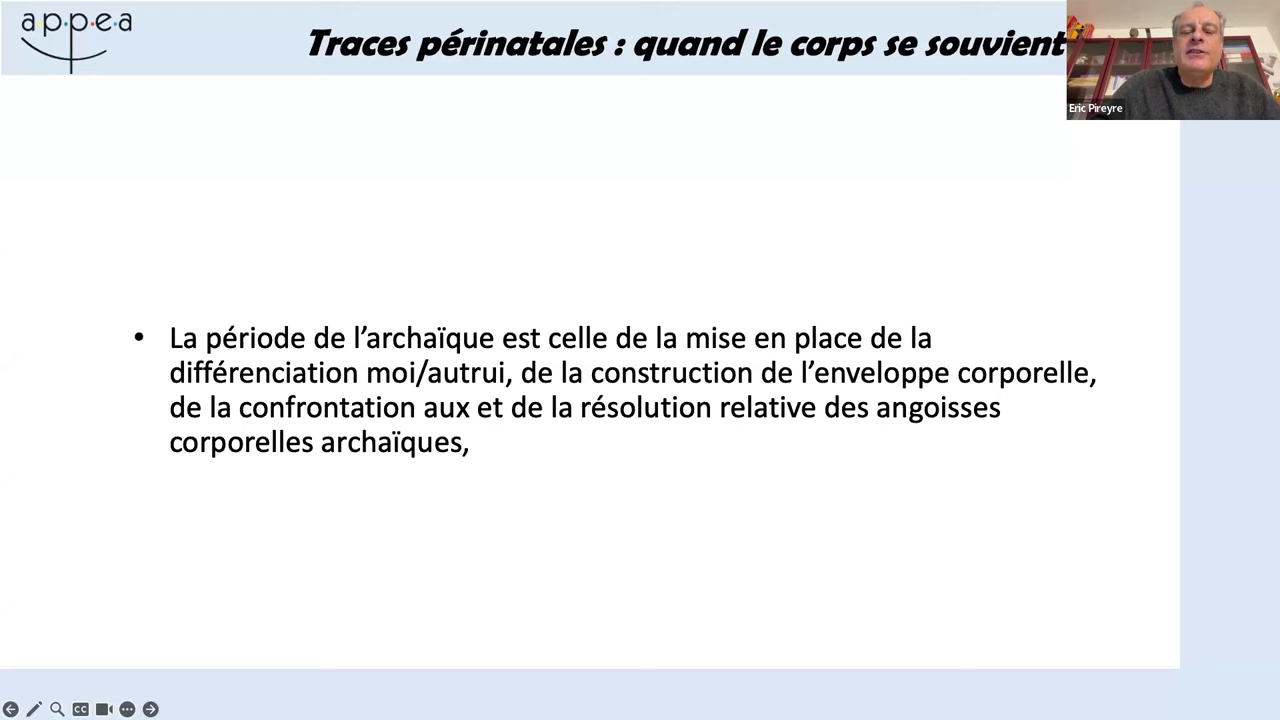 a·p·p·e·a
Traces périnatales : quand le corps se souvient
Eric Pireyre
• La période de l’archaïque est celle de la mise en place de la
différenciation moi/autrui, de la construction de l’enveloppe corporelle,
de la confrontation aux et de la résolution relative des angoisses
corporelles archaïques,
CC